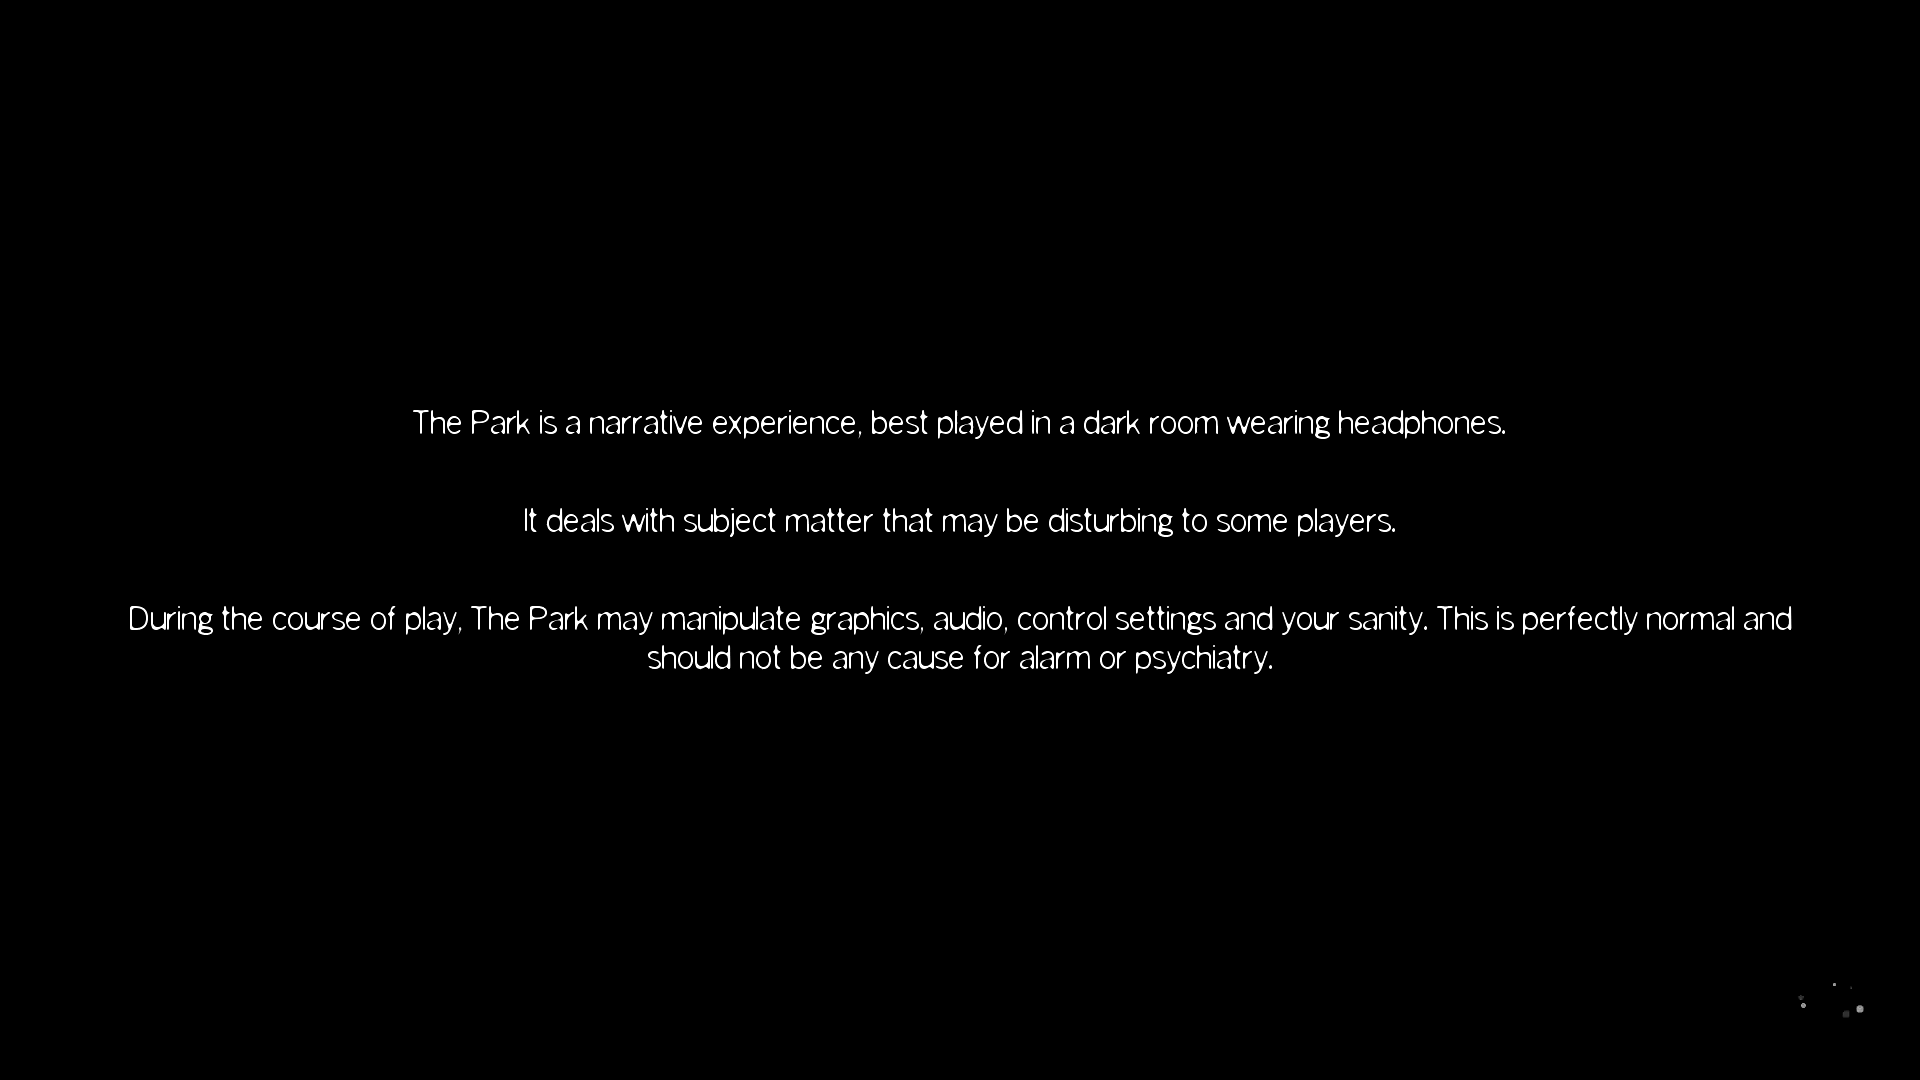 The Park is a narrative experience, best played in a dark room wearing headphones.
It deals with subject matter that may be disturbing to some players.
During the course of play, The Park may manipulate graphics, audio, control settings and your sanity. This is perfectly normal and
should not be any cause for alarm or psychiatry.